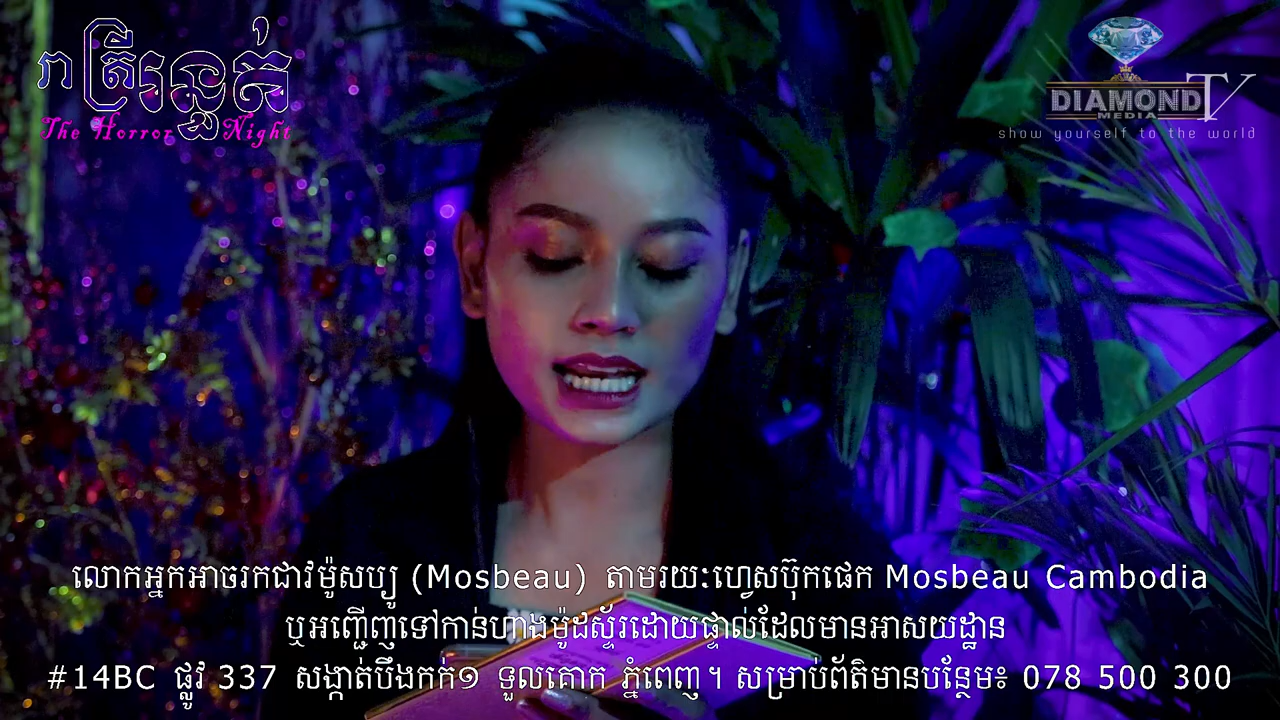 រាត្រីរន្ធត់
The Horror Night
DIAMOND TV
MEDIA
show yourself to the world
លោកអ្នកអាចរកជាវម៉ូសប្យូ (Mosbeau) តាមរយៈហ្វេសប៊ុកផេក Mosbeau Cambodia
ឬអញ្ជើញទៅកាន់ហាងម៉ូដស្ទ័រដោយផ្ទាល់ដែលមានអាសយដ្ឋាន
#14BC ផ្លូវ 337 សង្កាត់បឹងកក់១ ទួលគោក ភ្នំពេញ។ សម្រាប់ព័ត៌មានបន្ថែម៖ 078 500 300